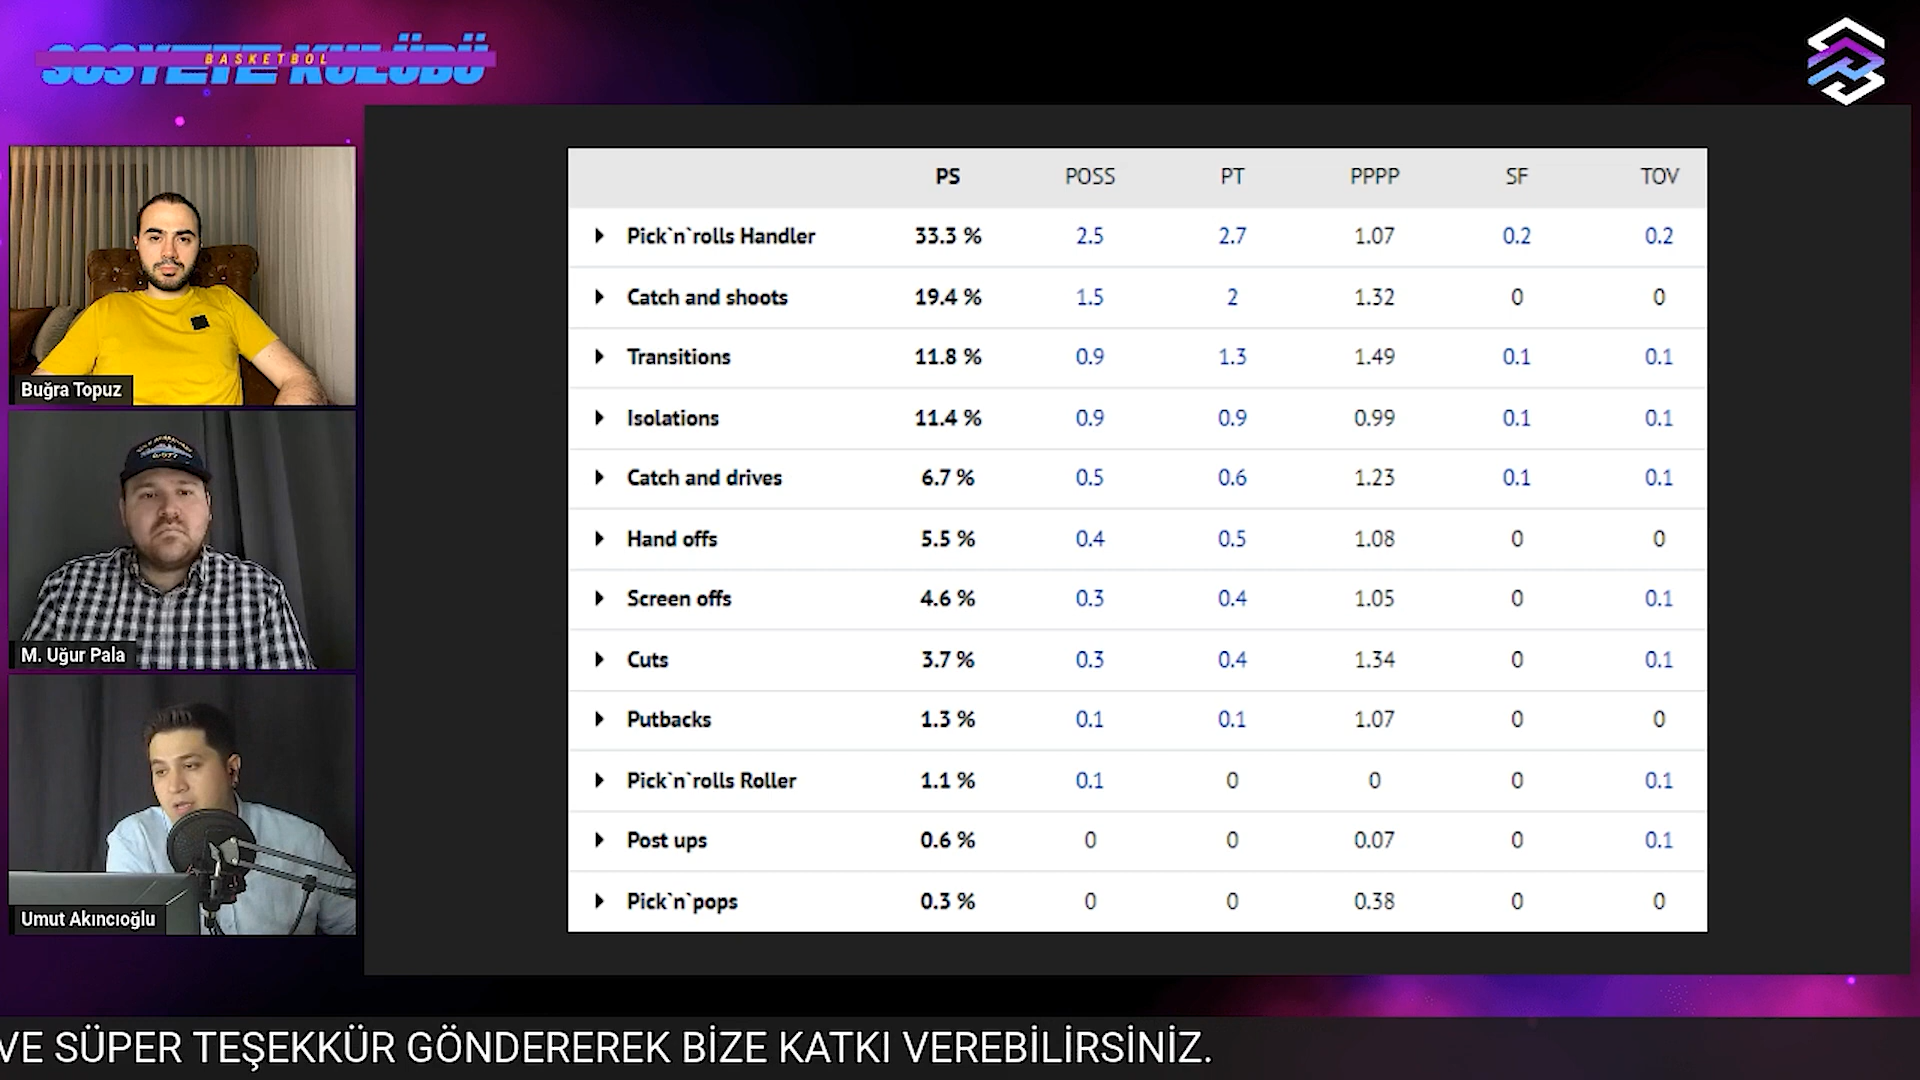 SOSYETE KULÜBÜ
BASKETBOL
PS POSS PT PPPP SF TOV
Pick`n`rolls Handler 33.3 % 2.5 2.7 1.07 0.2 0.2
Catch and shoots 19.4 % 1.5 2 1.32 0 0
Transitions 11.8 % 0.9 1.3 1.49 0.1 0.1
Isolations 11.4 % 0.9 0.9 0.99 0.1 0.1
Catch and drives 6.7 % 0.5 0.6 1.23 0.1 0.1
Hand offs 5.5 % 0.4 0.5 1.08 0 0
Screen offs 4.6 % 0.3 0.4 1.05 0 0.1
Cuts 3.7 % 0.3 0.4 1.34 0 0.1
Putbacks 1.3 % 0.1 0.1 1.07 0 0
Pick`n`rolls Roller 1.1 % 0.1 0 0 0 0.1
Post ups 0.6 % 0 0 0.07 0 0.1
Pick`n`pops 0.3 % 0 0 0.38 0 0
Buğra Topuz
M. Uğur Pala
Umut Akıncıoğlu
VE SÜPER TEŞEKKÜR GÖNDEREREK BİZE KATKI VEREBİLİRSİNİZ.